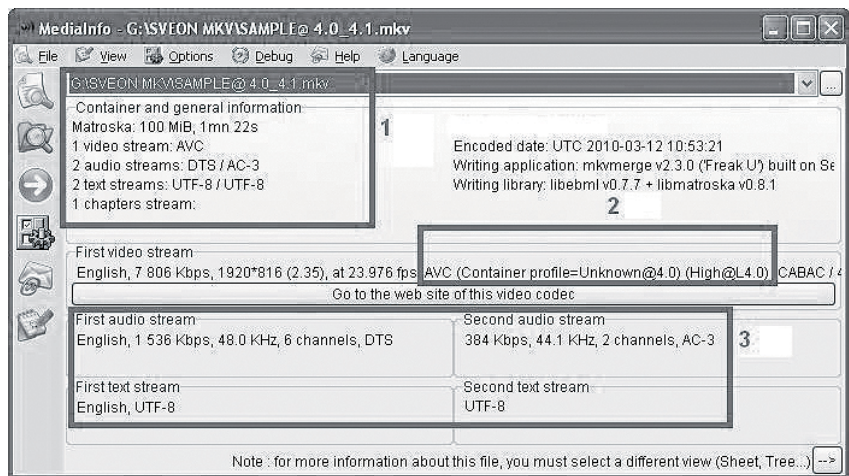 MediaInfo - G:\SVEON MKV\SAMPLE@ 4.0_4.1.mkv
File View Options Debug Help Language
G:\SVEON MKV\SAMPLE@ 4.0_4.1.mkv
...
Container and general information
Matroska: 100 MiB, 1mn 22s
1 video stream: AVC
2 audio streams: DTS / AC-3
2 text streams: UTF-8 / UTF-8
1 chapters stream:
1
Encoded date: UTC 2010-03-12 10:53:21
Writing application: mkvmerge v2.3.0 ('Freak U') built on Se
Writing library: libebml v0.7.7 + libmatroska v0.8.1
2
First video stream
English, 7 806 Kbps, 1920*816 (2.35), at 23.976 fps, AVC (Container profile=Unknown@4.0) (High@L4.0), CABAC / 4
Go to the web site of this video codec
First audio stream
English, 1 536 Kbps, 48.0 KHz, 6 channels, DTS
Second audio stream
384 Kbps, 44.1 KHz, 2 channels, AC-3
3
First text stream
English, UTF-8
Second text stream
UTF-8
Note : for more information about this file, you must select a different view (Sheet, Tree...)
-->